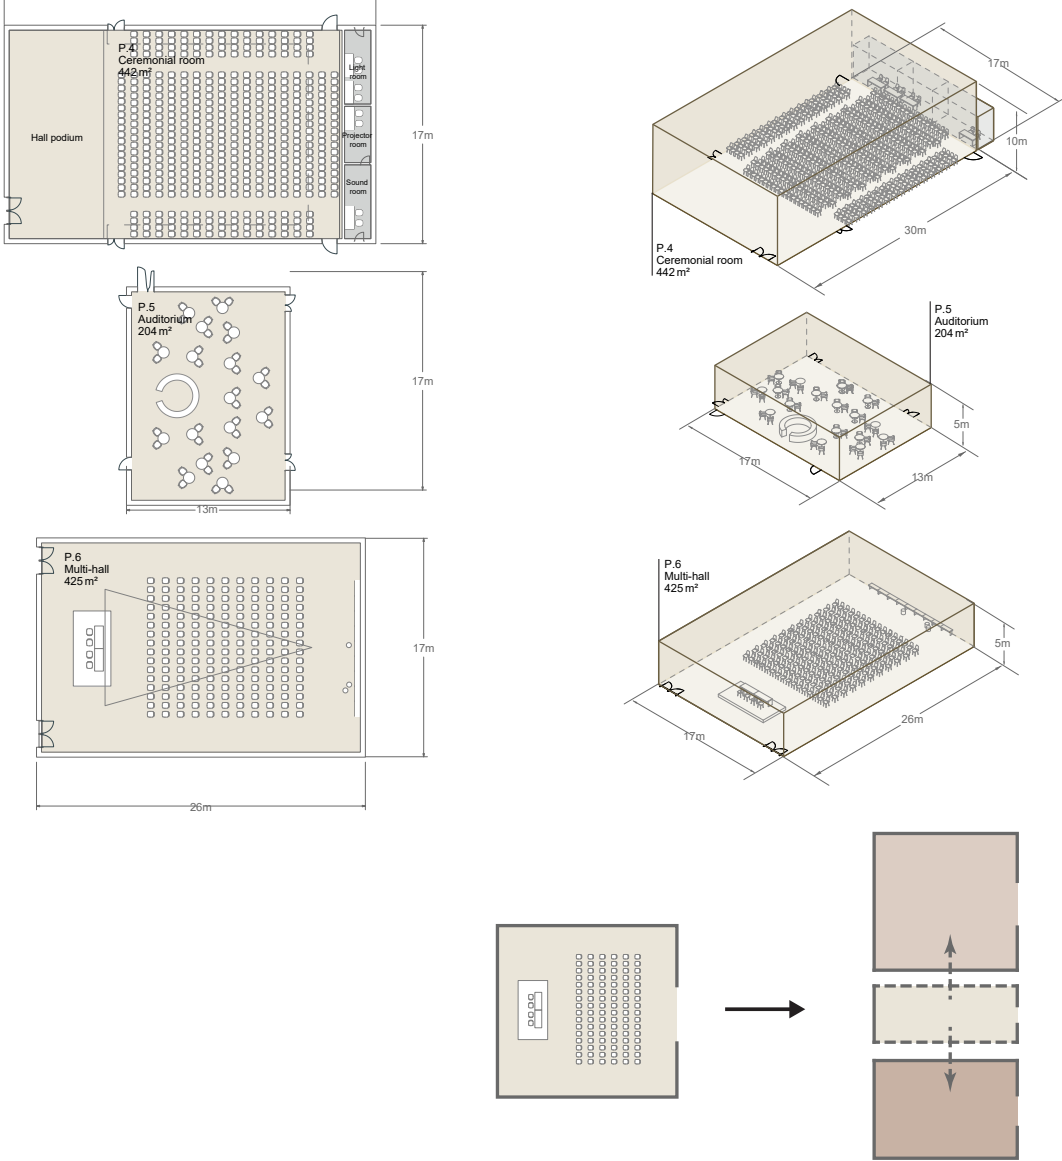 P.4
Ceremonial room
442 m²
Hall podium
Light
room
Projector
room
Sound
room
17m
17m
10m
30m
P.4
Ceremonial room
442 m²
P.5
Auditorium
204 m²
17m
13m
P.5
Auditorium
204 m²
5m
17m
13m
P.6
Multi-hall
425 m²
17m
26m
P.6
Multi-hall
425 m²
5m
26m
17m